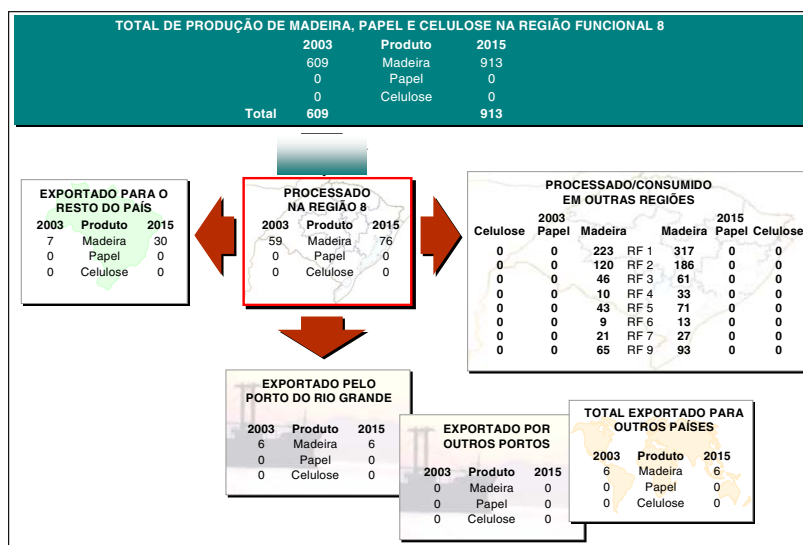 TOTAL DE PRODUÇÃO DE MADEIRA, PAPEL E CELULOSE NA REGIÃO FUNCIONAL 8
2003 Produto 2015
609 Madeira 913
0 Papel 0
0 Celulose 0
Total 609 913
EXPORTADO PARA O
RESTO DO PAÍS
2003 Produto 2015
7 Madeira 30
0 Papel 0
0 Celulose 0
PROCESSADO
NA REGIÃO 8
2003 Produto 2015
59 Madeira 76
0 Papel 0
0 Celulose 0
PROCESSADO/CONSUMIDO
EM OUTRAS REGIÕES
2003 2015
Celulose Papel Madeira Madeira Papel Celulose
0 0 223 RF 1 317 0 0
0 0 120 RF 2 186 0 0
0 0 46 RF 3 61 0 0
0 0 10 RF 4 33 0 0
0 0 43 RF 5 71 0 0
0 0 9 RF 6 13 0 0
0 0 21 RF 7 27 0 0
0 0 65 RF 9 93 0 0
EXPORTADO PELO
PORTO DO RIO GRANDE
2003 Produto 2015
6 Madeira 6
0 Papel 0
0 Celulose 0
EXPORTADO POR
OUTROS PORTOS
2003 Produto 2015
0 Madeira 0
0 Papel 0
0 Celulose 0
TOTAL EXPORTADO PARA
OUTROS PAÍSES
2003 Produto 2015
6 Madeira 6
0 Papel 0
0 Celulose 0